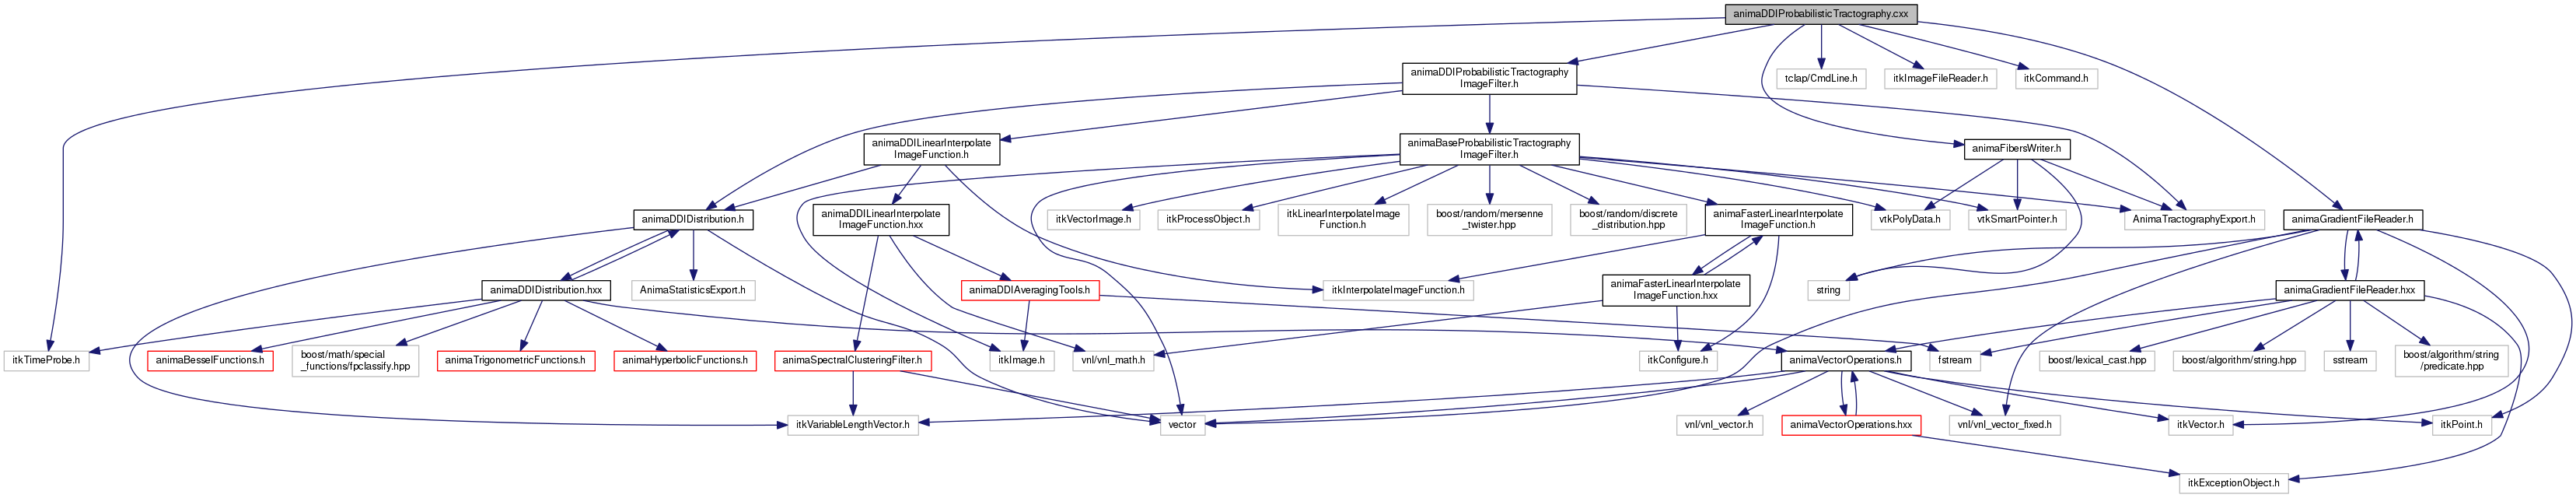 animaDDIProbabilisticTractography.cxx
animaDDIProbabilisticTractography
ImageFilter.h
tclap/CmdLine.h
itkImageFileReader.h
itkCommand.h
animaDDILinearInterpolate
ImageFunction.h
animaBaseProbabilisticTractography
ImageFilter.h
animaFibersWriter.h
animaDDIDistribution.h
animaDDILinearInterpolate
ImageFunction.hxx
itkVectorImage.h
itkProcessObject.h
itkLinearInterpolateImage
Function.h
boost/random/mersenne
_twister.hpp
boost/random/discrete
_distribution.hpp
animaFasterLinearInterpolate
ImageFunction.h
vtkPolyData.h
vtkSmartPointer.h
AnimaTractographyExport.h
animaGradientFileReader.h
animaDDIDistribution.hxx
AnimaStatisticsExport.h
animaDDIAveragingTools.h
itkInterpolateImageFunction.h
animaFasterLinearInterpolate
ImageFunction.hxx
string
animaGradientFileReader.hxx
itkTimeProbe.h
animaBesselFunctions.h
boost/math/special
_functions/fpclassify.hpp
animaTrigonometricFunctions.h
animaHyperbolicFunctions.h
animaSpectralClusteringFilter.h
itkImage.h
vnl/vnl_math.h
itkConfigure.h
animaVectorOperations.h
fstream
boost/lexical_cast.hpp
boost/algorithm/string.hpp
sstream
boost/algorithm/string
/predicate.hpp
itkVariableLengthVector.h
vector
vnl/vnl_vector.h
animaVectorOperations.hxx
vnl/vnl_vector_fixed.h
itkVector.h
itkPoint.h
itkExceptionObject.h